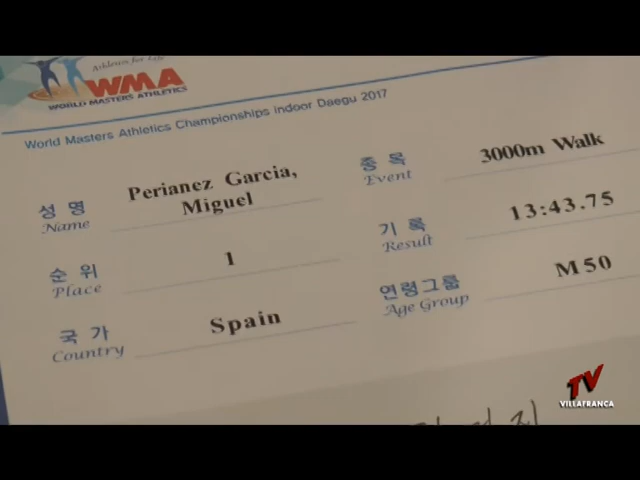 Athletics for Life
WMA
WORLD MASTERS ATHLETICS
World Masters Athletics Championships Indoor Daegu 2017
성 명
Name
Perianez Garcia,
Miguel
종 목
Event
3000m Walk
순 위
Place
1
기 록
Result
13:43.75
국 가
Country
Spain
연령그룹
Age Group
M50
TV
VILLAFRANCA